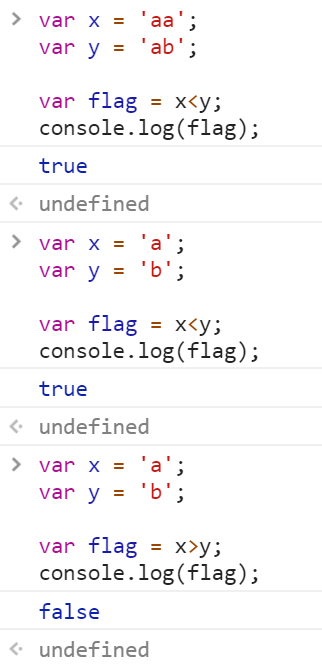 > var x = 'aa';
var y = 'ab';
var flag = x<y;
console.log(flag);
true
<· undefined
> var x = 'a';
var y = 'b';
var flag = x<y;
console.log(flag);
true
<· undefined
> var x = 'a';
var y = 'b';
var flag = x>y;
console.log(flag);
false
<· undefined